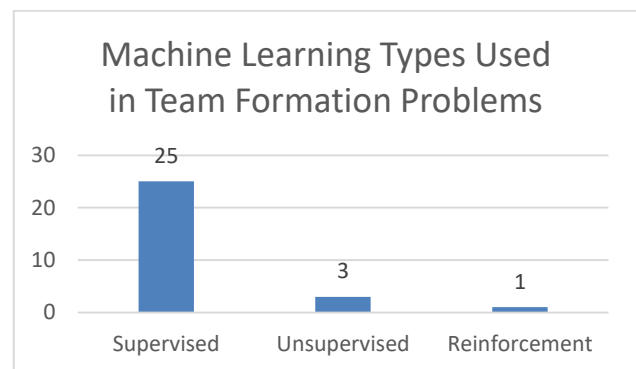 Machine Learning Types Used
in Team Formation Problems
30
25
20
10
3
1
0
Supervised Unsupervised Reinforcement